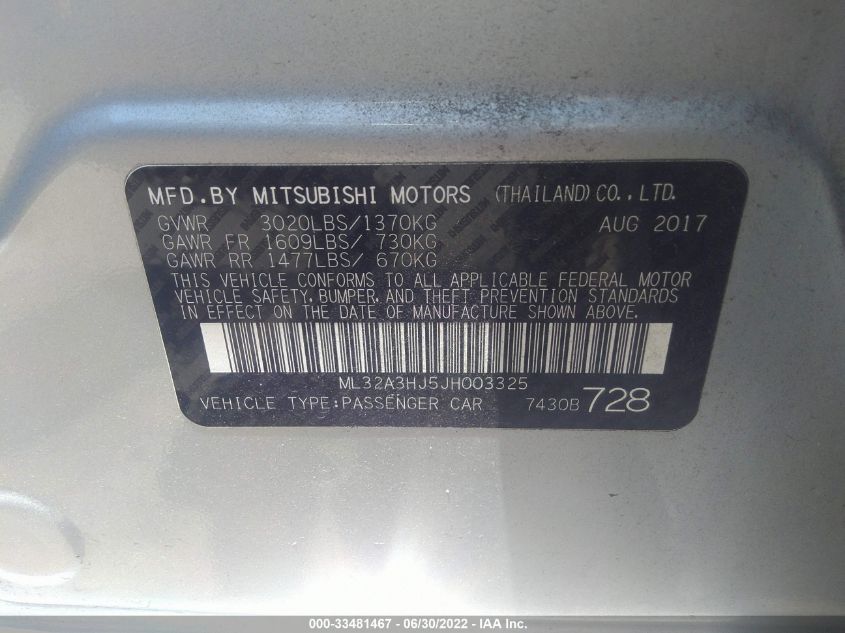 MFD.BY MITSUBISHI MOTORS (THAILAND) CO., LTD.
GVWR 3020LBS/1370KG AUG 2017
GAWR FR 1609LBS/ 730KG
GAWR RR 1477LBS/ 670KG
THIS VEHICLE CONFORMS TO ALL APPLICABLE FEDERAL MOTOR
VEHICLE SAFETY, BUMPER, AND THEFT PREVENTION STANDARDS
IN EFFECT ON THE DATE OF MANUFACTURE SHOWN ABOVE.
ML32A3HJ5JH003325
VEHICLE TYPE:PASSENGER CAR 7430B 728
000-33481467 - 06/30/2022 - IAA Inc.